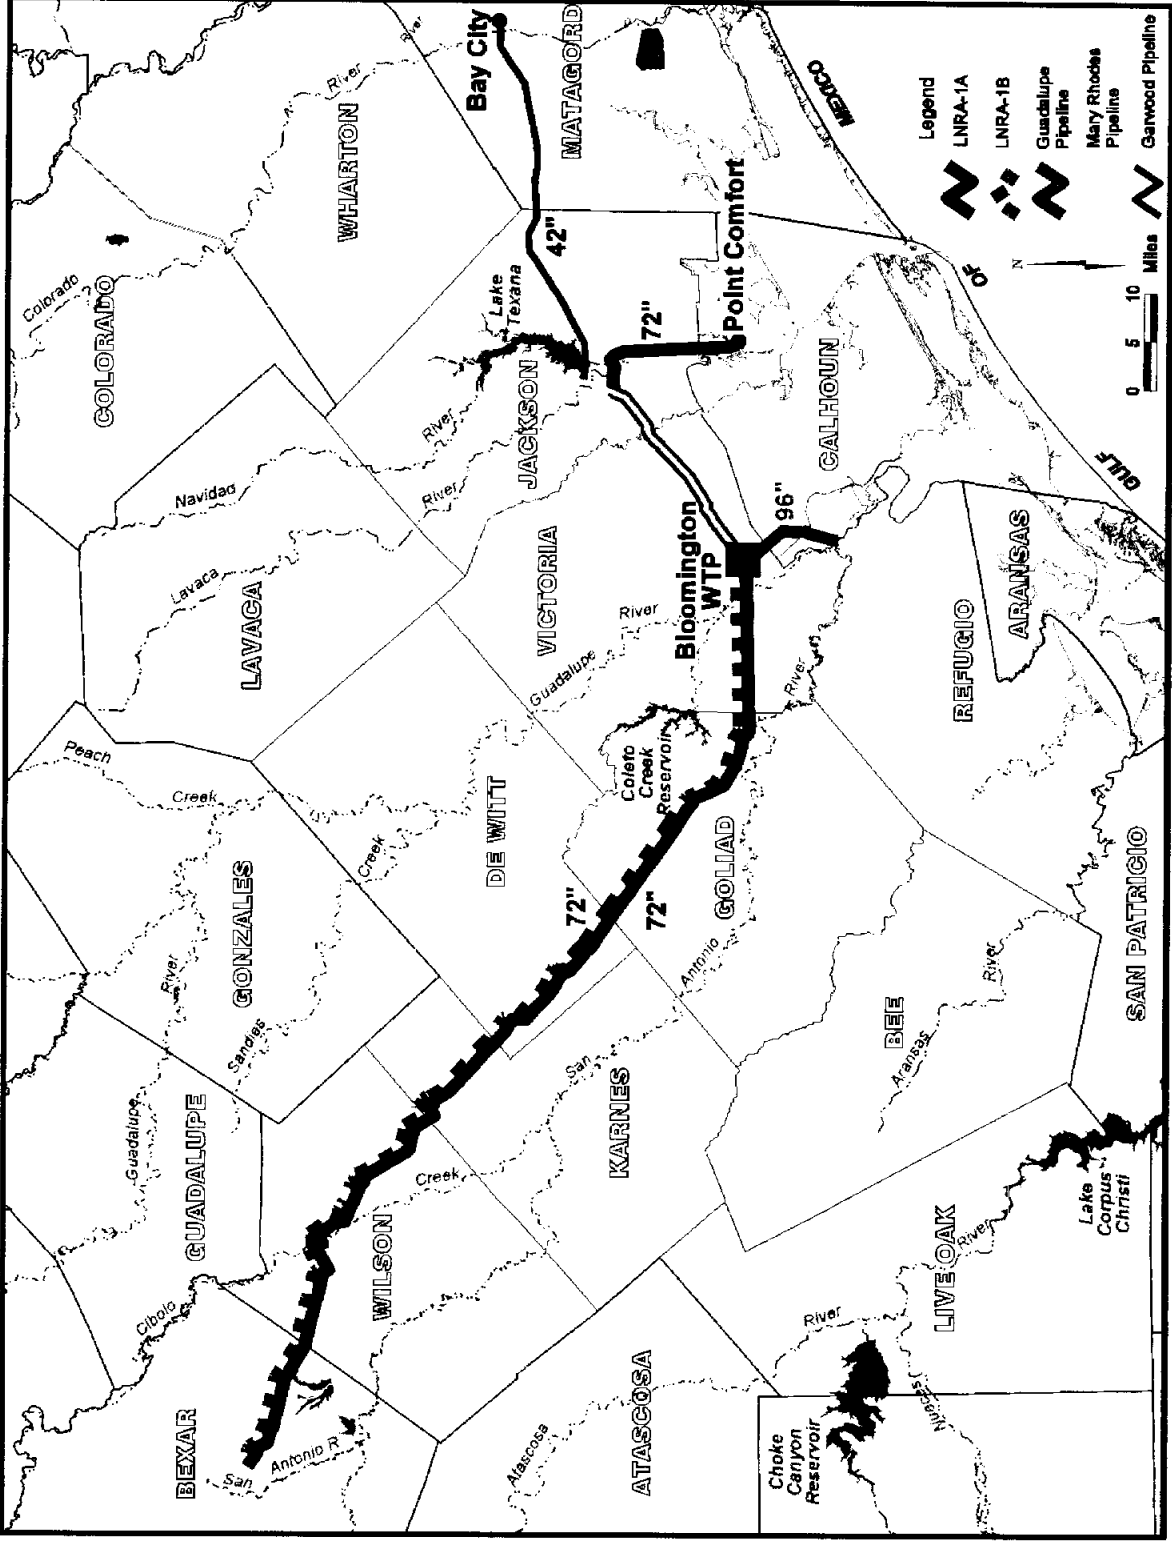 BEXAR
San
Antonio R
Cibolo
GUADALUPE
Guadalupe
River
Sandies
Creek
GONZALES
Peach
Creek
LAVACA
Lavaca
River
Navidad
River
COLORADO
Colorado
River
WHARTON
River
Bay City
MATAGORD
WILSON
Creek
DE WITT
72"
72"
Guadalupe
River
VICTORIA
JACKSON
Lake
Texana
42"
72"
Point Comfort
Bloomington
WTP
96"
CALHOUN
Coleto
Creek
Reservoir
GOLIAD
San
Antonio
River
KARNES
ATASCOSA
Atascosa
River
BEE
Aransas
River
REFUGIO
ARANSAS
SAN PATRICIO
LIVE OAK
River
Nueces
Choke
Canyon
Reservoir
Lake
Corpus
Christi
GULF
OF
MEXICO
N
0 5 10
Miles
Legend
LNRA-1A
LNRA-1B
Guadalupe
Pipeline
Mary Rhodes
Pipeline
Garwood Pipeline